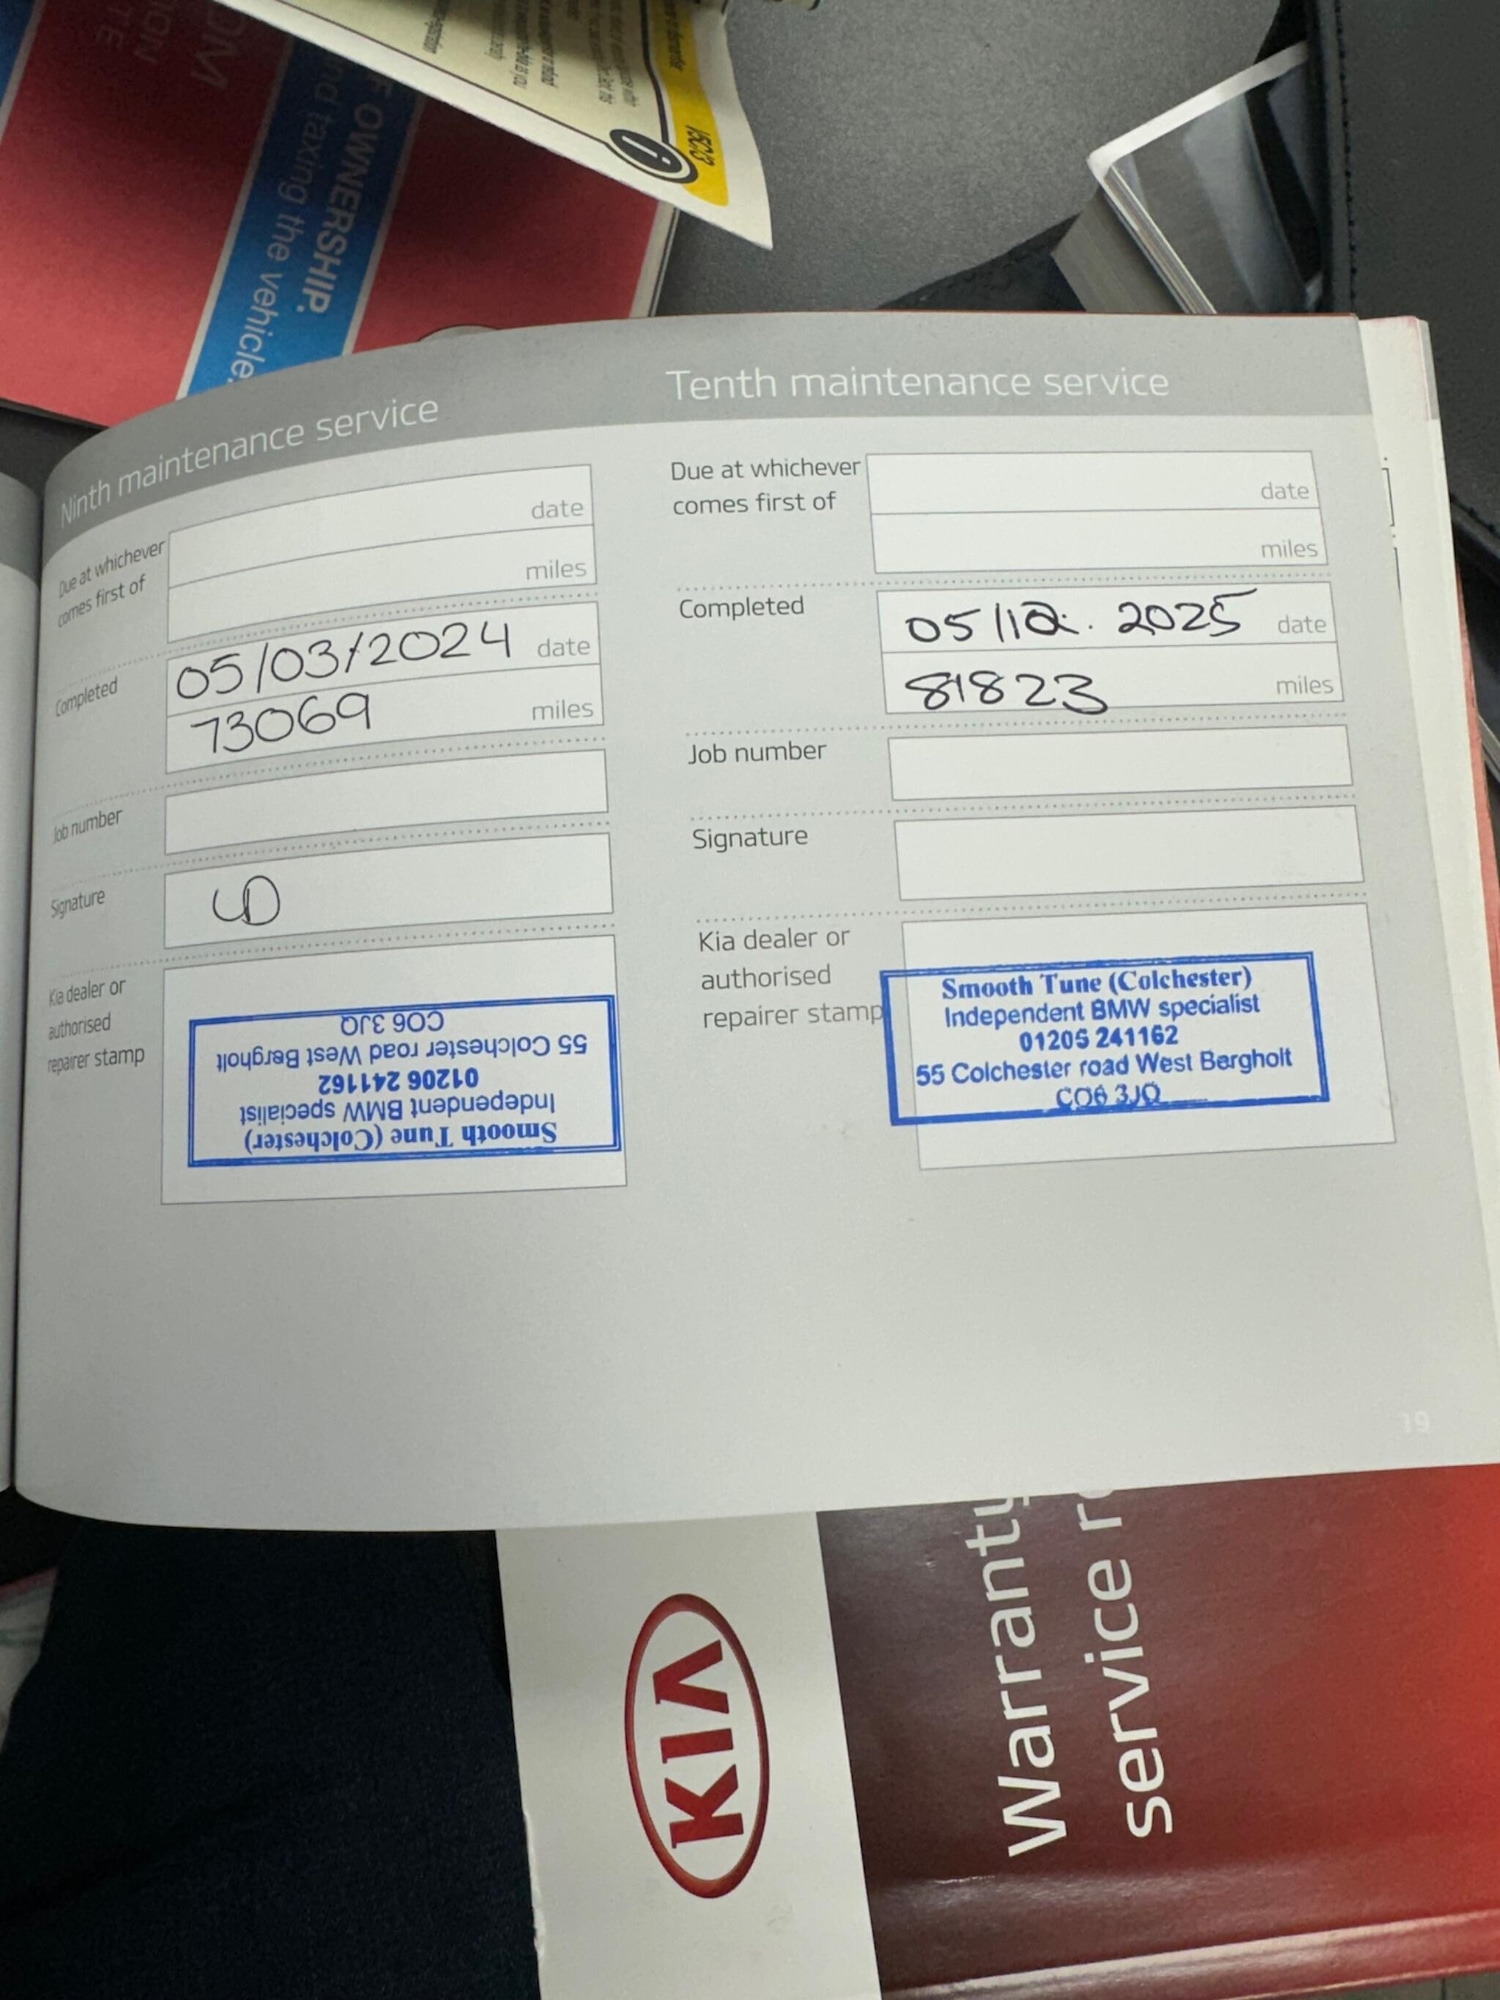 OF OWNERSHIP.
and taxing the vehicle.
Ninth maintenance service
Due at whichever
comes first of
date
miles
Completed
05/03/2024 date
73069 miles
Job number
Signature
Kia dealer or
authorised
repairer stamp
Smooth Tune (Colchester)
Independent BMW specialist
01206 241162
55 Colchester road West Bergholt
CO6 3JQ
Tenth maintenance service
Due at whichever
comes first of
date
miles
Completed
05/12. 2025 date
81823 miles
Job number
Signature
Kia dealer or
authorised
repairer stamp
Smooth Tune (Colchester)
Independent BMW specialist
01206 241162
55 Colchester road West Bergholt
CO6 3JQ
19
KIA
Warranty
service